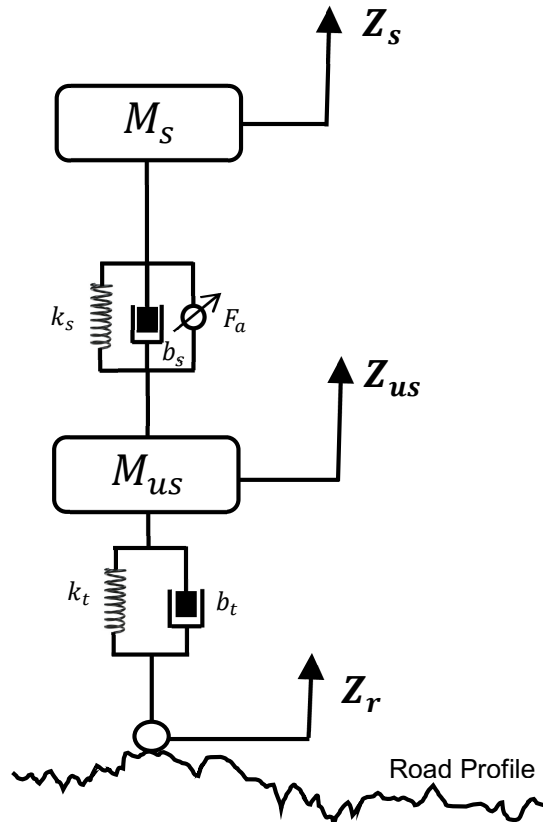 Z_s
M_s
k_s
b_s
F_a
Z_us
M_us
k_t
b_t
Z_r
Road Profile